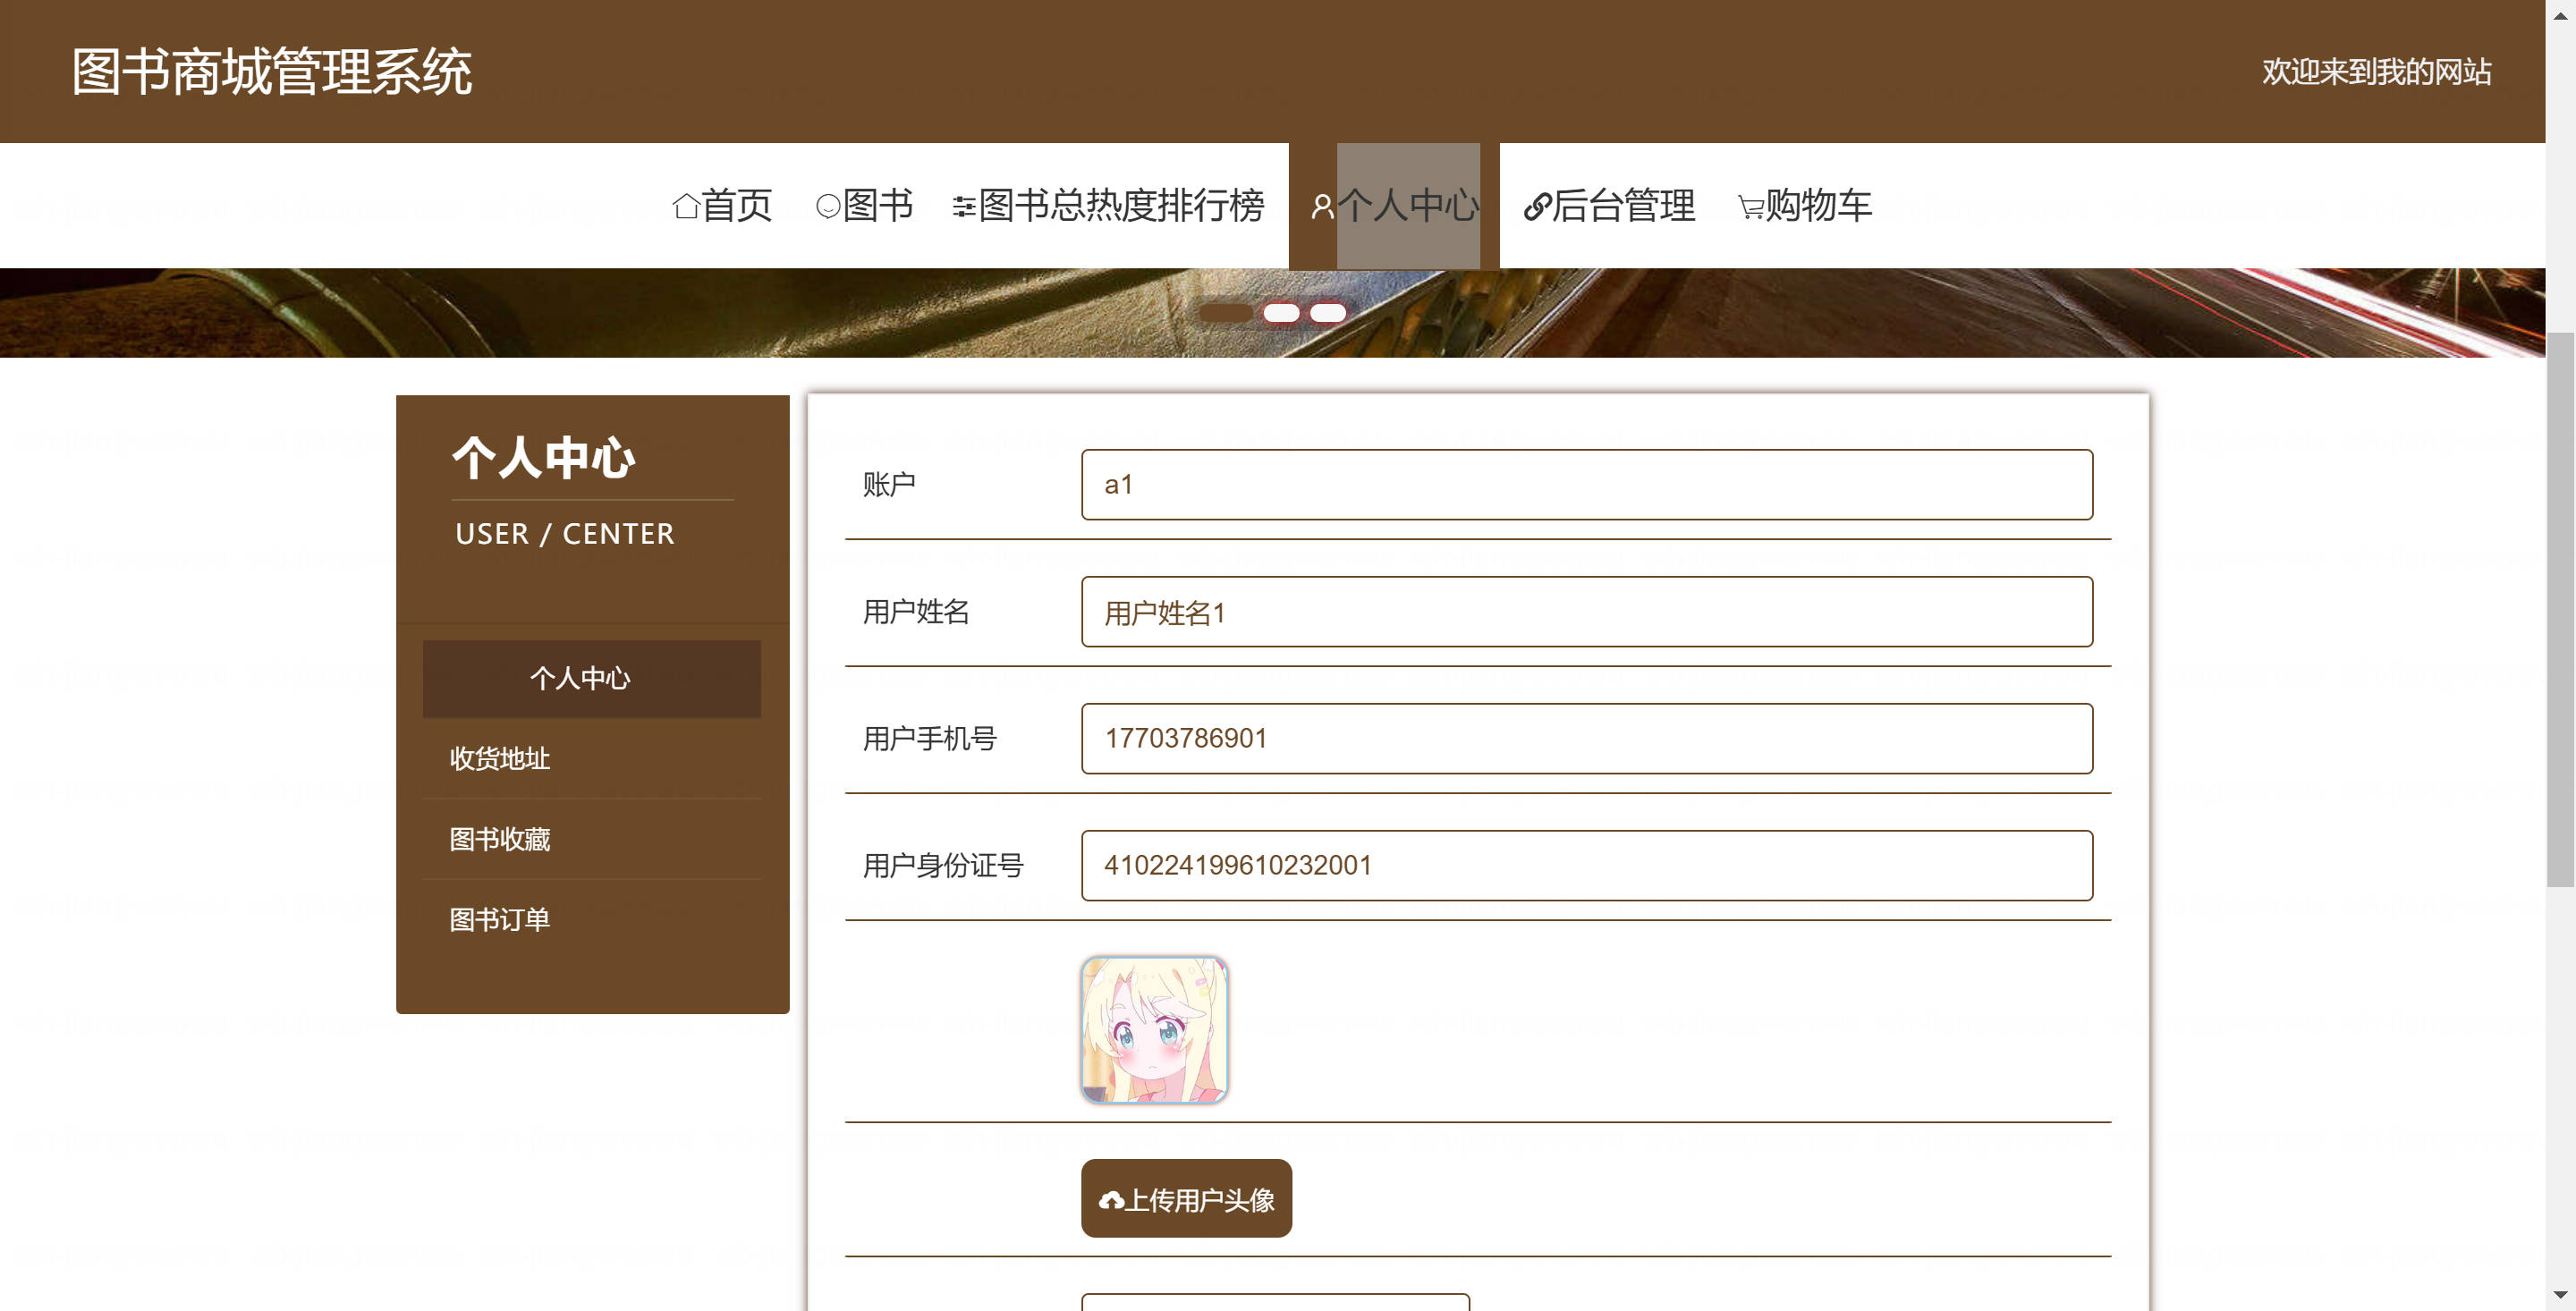 图书商城管理系统
欢迎来到我的网站
首页 图书 图书总热度排行榜 个人中心 后台管理 购物车
个人中心
USER / CENTER
个人中心
收货地址
图书收藏
图书订单
账户 a1
用户姓名 用户姓名1
用户手机号 17703786901
用户身份证号 410224199610232001
上传用户头像